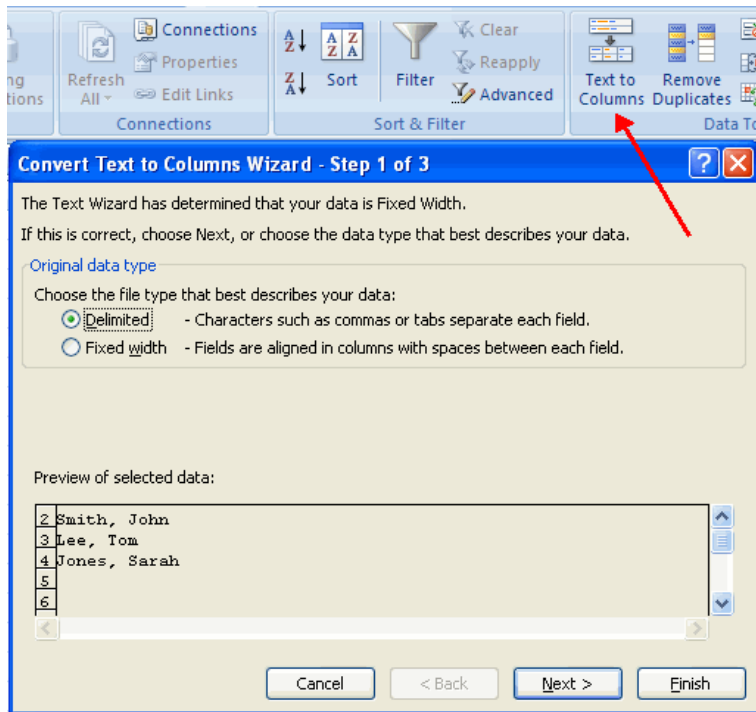 Connections
Properties
Edit Links
Refresh
All
Connections
A
Z
Z
A
A Z
Z A
Sort
Filter
Clear
Reapply
Advanced
Sort & Filter
Text to
Columns
Remove
Duplicates
Data To
ng
tions
Convert Text to Columns Wizard - Step 1 of 3
?
X
The Text Wizard has determined that your data is Fixed Width.
If this is correct, choose Next, or choose the data type that best describes your data.
Original data type
Choose the file type that best describes your data:
Delimited - Characters such as commas or tabs separate each field.
Fixed width - Fields are aligned in columns with spaces between each field.
Preview of selected data:
2 Smith, John
3 Lee, Tom
4 Jones, Sarah
5
6
Cancel < Back Next > Finish